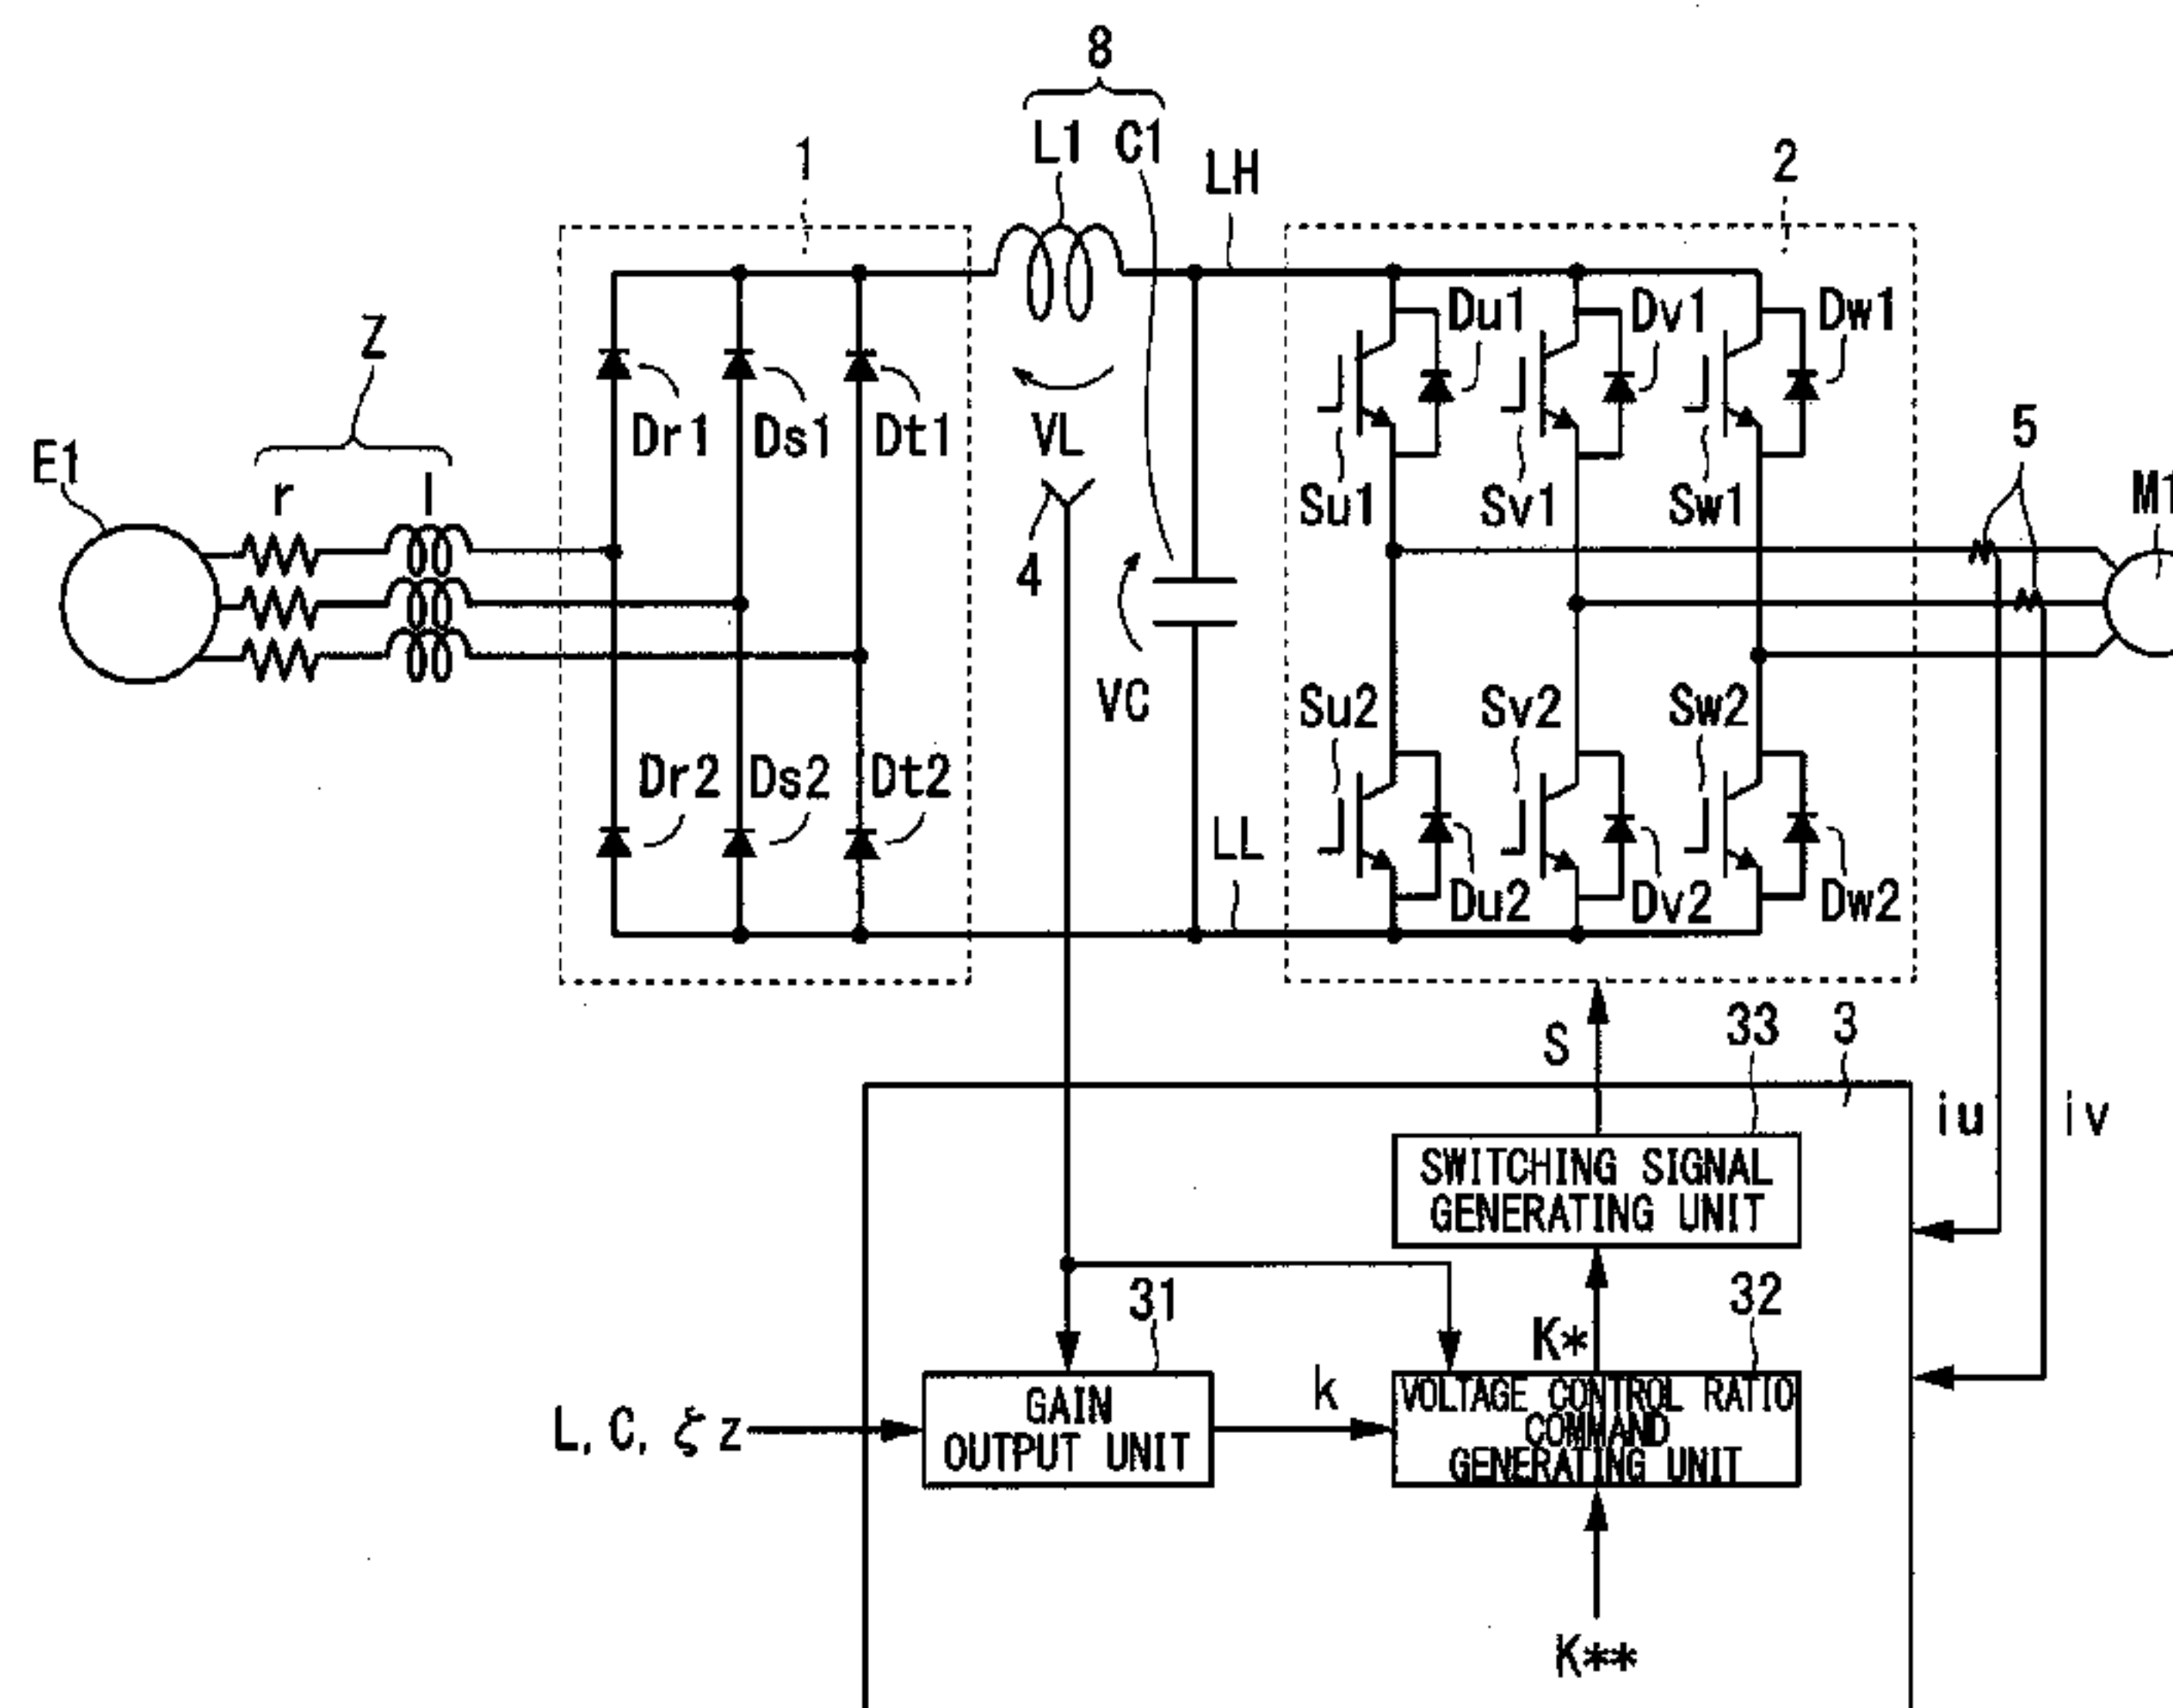 8
L1 C1
LH
1
2
Z
E1
r l
Dr1 Ds1 Dt1
VL
4
VC
Du1 Dv1 Dw1
Su1 Sv1 Sw1
5
M1
Su2 Sv2 Sw2
Dr2 Ds2 Dt2
LL
Du2 Dv2 Dw2
S
33
3
iu
iv
SWITCHING SIGNAL
GENERATING UNIT
31
K*
32
L, C, ζz
GAIN
OUTPUT UNIT
k
VOLTAGE CONTROL RATIO
COMMAND
GENERATING UNIT
K**